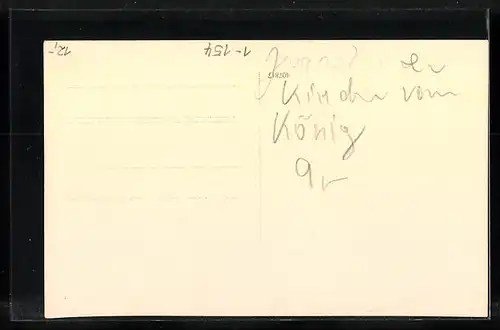 12,-
1-154
Kinder vom
König
9,-